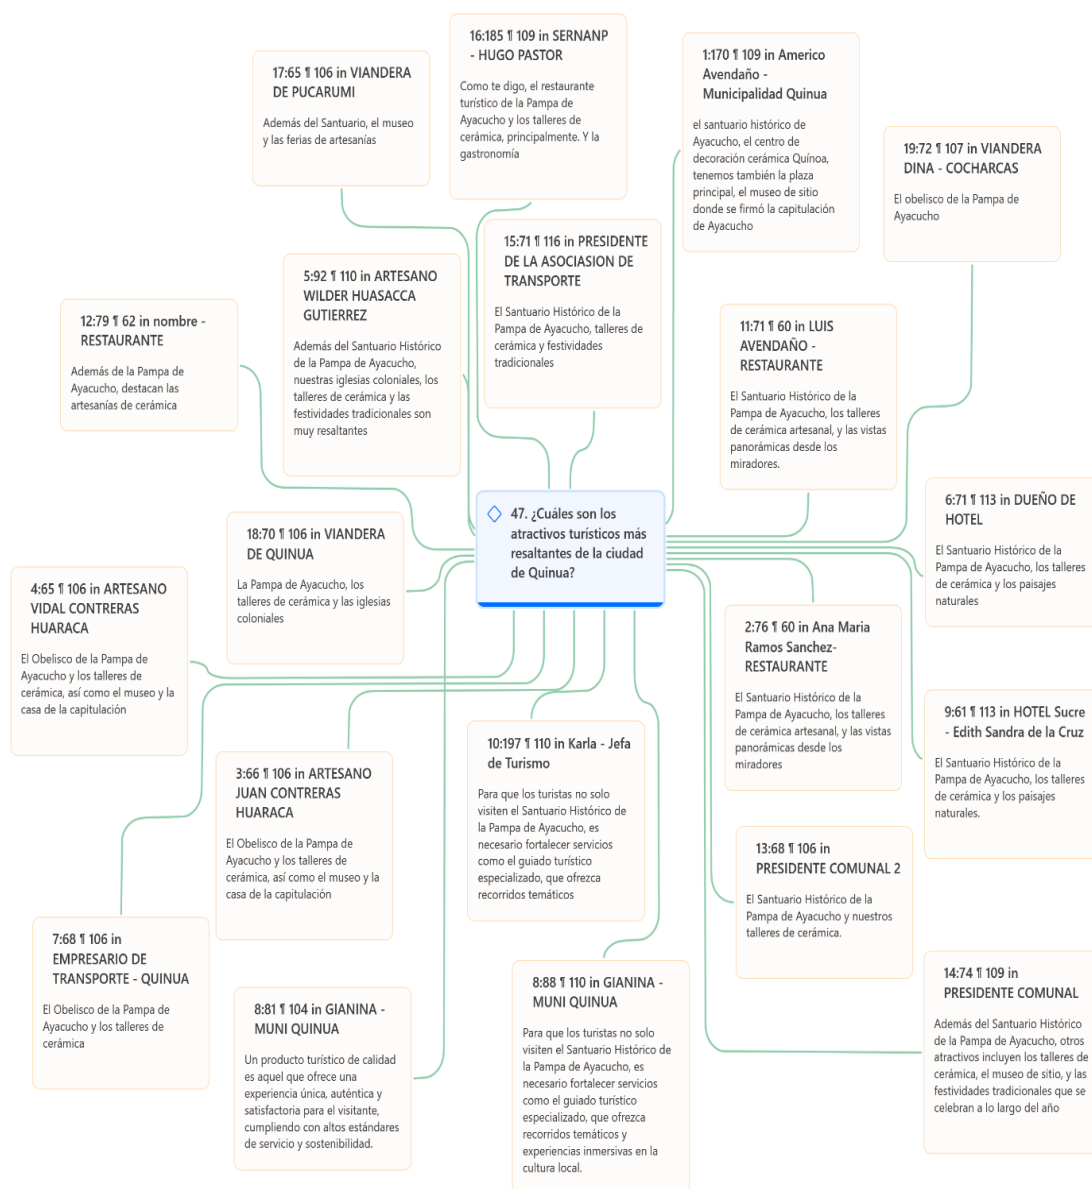 16:185 ¶ 109 in SERNANP
- HUGO PASTOR
Como te digo, el restaurante
turístico de la Pampa de
Ayacucho y los talleres de
cerámica, principalmente. Y la
gastronomía
1:170 ¶ 109 in Americo
Avendaño -
Municipalidad Quinua
el santuario histórico de
Ayacucho, el centro de
decoración cerámica Quínoa,
tenemos también la plaza
principal, el museo de sitio
donde se firmó la capitulación
de Ayacucho
17:65 ¶ 106 in VIANDERA
DE PUCARUMI
Además del Santuario, el museo
y las ferias de artesanías
19:72 ¶ 107 in VIANDERA
DINA - COCHARCAS
El obelisco de la Pampa de
Ayacucho
15:71 ¶ 116 in PRESIDENTE
DE LA ASOCIASION DE
TRANSPORTE
El Santuario Histórico de la
Pampa de Ayacucho, talleres de
cerámica y festividades
tradicionales
5:92 ¶ 110 in ARTESANO
WILDER HUASACCA
GUTIERREZ
Además del Santuario Histórico
de la Pampa de Ayacucho,
nuestras iglesias coloniales, los
talleres de cerámica y las
festividades tradicionales son
muy resaltantes
12:79 ¶ 62 in nombre -
RESTAURANTE
Además de la Pampa de
Ayacucho, destacan las
artesanías de cerámica
11:71 ¶ 60 in LUIS
AVENDAÑO -
RESTAURANTE
El Santuario Histórico de la
Pampa de Ayacucho, los talleres
de cerámica artesanal, y las vistas
panorámicas desde los
miradores.
47. ¿Cuáles son los
atractivos turísticos más
resaltantes de la ciudad
de Quinua?
6:71 ¶ 113 in DUEÑO DE
HOTEL
El Santuario Histórico de la
Pampa de Ayacucho, los talleres
de cerámica y los paisajes
naturales
18:70 ¶ 106 in VIANDERA
DE QUINUA
La Pampa de Ayacucho, los
talleres de cerámica y las iglesias
coloniales
4:65 ¶ 106 in ARTESANO
VIDAL CONTRERAS
HUARACA
El Obelisco de la Pampa de
Ayacucho y los talleres de
cerámica, así como el museo y la
casa de la capitulación
2:76 ¶ 60 in Ana Maria
Ramos Sanchez-
RESTAURANTE
El Santuario Histórico de la
Pampa de Ayacucho, los talleres
de cerámica artesanal, y las vistas
panorámicas desde los
miradores
9:61 ¶ 113 in HOTEL Sucre
- Edith Sandra de la Cruz
El Santuario Histórico de la
Pampa de Ayacucho, los talleres
de cerámica y los paisajes
naturales.
10:197 ¶ 110 in Karla - Jefa
de Turismo
Para que los turistas no solo
visiten el Santuario Histórico de
la Pampa de Ayacucho, es
necesario fortalecer servicios
como el guiado turístico
especializado, que ofrezca
recorridos temáticos
3:66 ¶ 106 in ARTESANO
JUAN CONTRERAS
HUARACA
El Obelisco de la Pampa de
Ayacucho y los talleres de
cerámica, así como el museo y la
casa de la capitulación
13:68 ¶ 106 in
PRESIDENTE COMUNAL 2
El Santuario Histórico de la
Pampa de Ayacucho y nuestros
talleres de cerámica.
7:68 ¶ 106 in
EMPRESARIO DE
TRANSPORTE - QUINUA
El Obelisco de la Pampa de
Ayacucho y los talleres de
cerámica
8:81 ¶ 104 in GIANINA -
MUNI QUINUA
Un producto turístico de calidad
es aquel que ofrece una
experiencia única, auténtica y
satisfactoria para el visitante,
cumpliendo con altos estándares
de servicio y sostenibilidad.
8:88 ¶ 110 in GIANINA -
MUNI QUINUA
Para que los turistas no solo
visiten el Santuario Histórico de
la Pampa de Ayacucho, es
necesario fortalecer servicios
como el guiado turístico
especializado, que ofrezca
recorridos temáticos y
experiencias inmersivas en la
cultura local.
14:74 ¶ 109 in
PRESIDENTE COMUNAL
Además del Santuario Histórico
de la Pampa de Ayacucho, otros
atractivos incluyen los talleres de
cerámica, el museo de sitio, y las
festividades tradicionales que se
celebran a lo largo del año